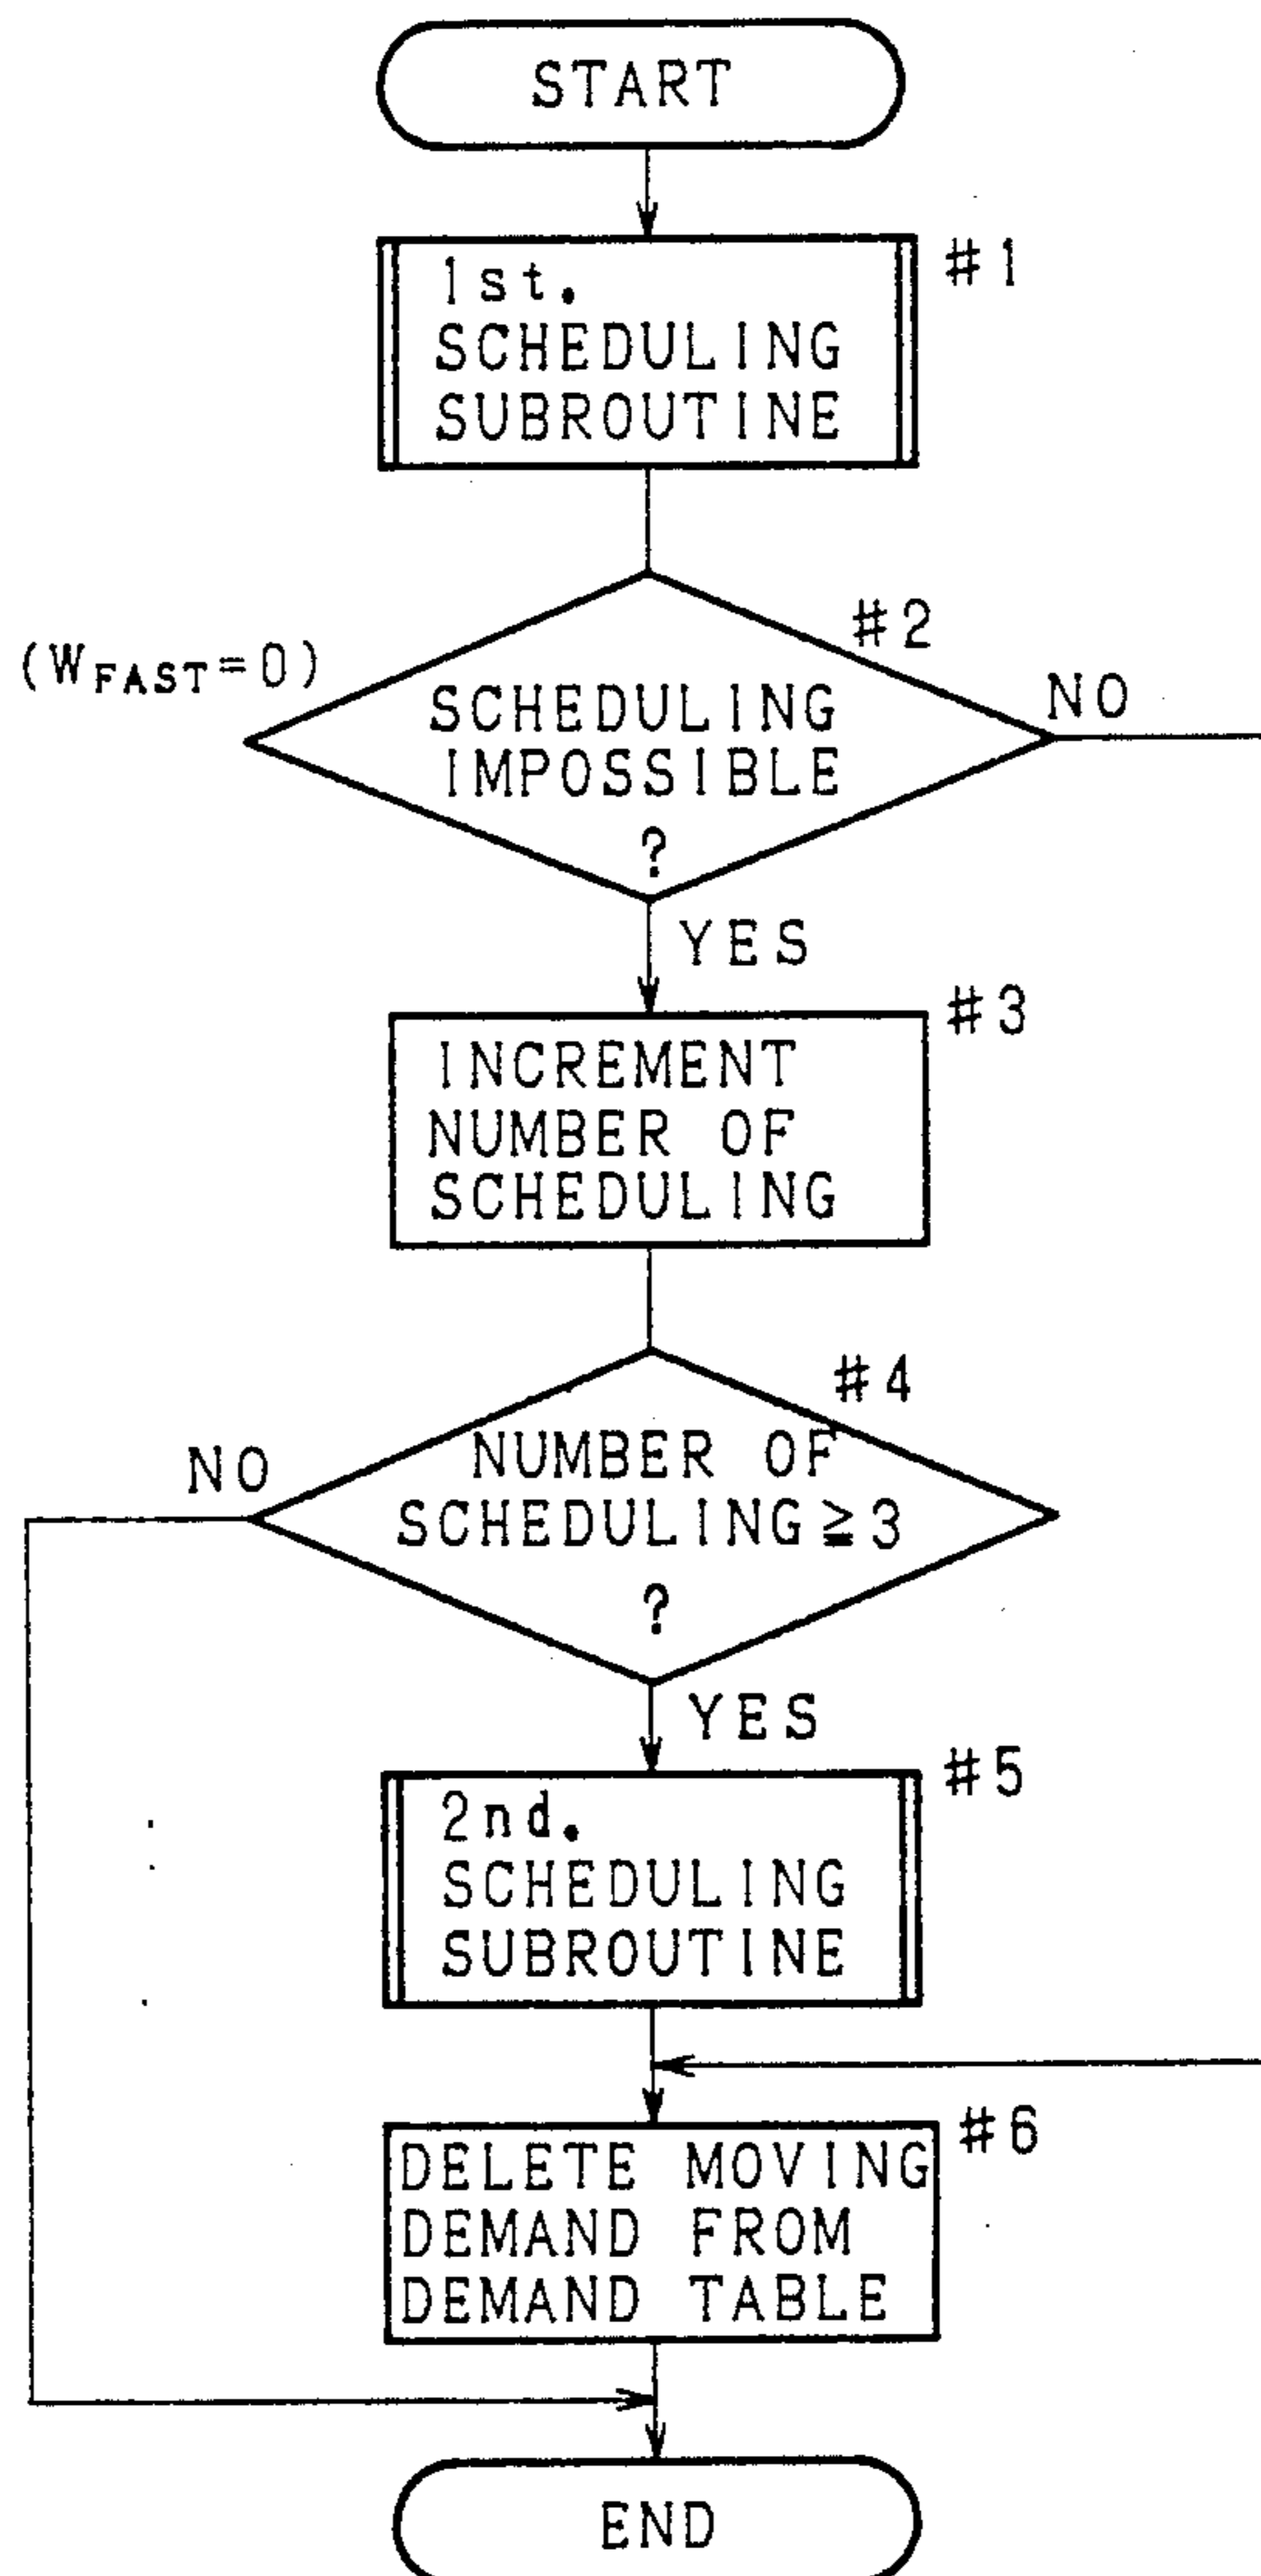 START
#1
1st.
SCHEDULING
SUBROUTINE
#2
(W_FAST=0)
SCHEDULING
NO
IMPOSSIBLE
?
YES
#3
INCREMENT
NUMBER OF
SCHEDULING
#4
NUMBER OF
NO
SCHEDULING≧3
?
YES
#5
2nd.
SCHEDULING
SUBROUTINE
#6
DELETE MOVING
DEMAND FROM
DEMAND TABLE
END